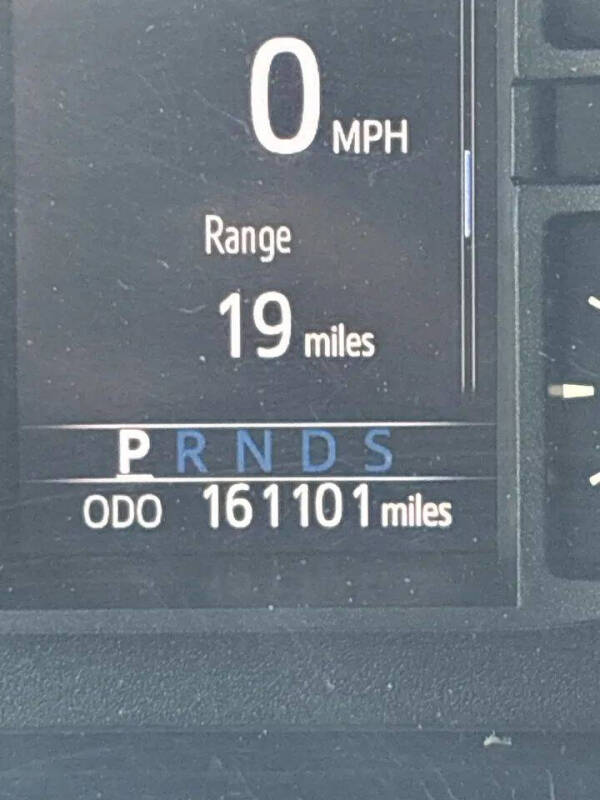 0 MPH
Range
19 miles
P R N D S
ODO 161101 miles